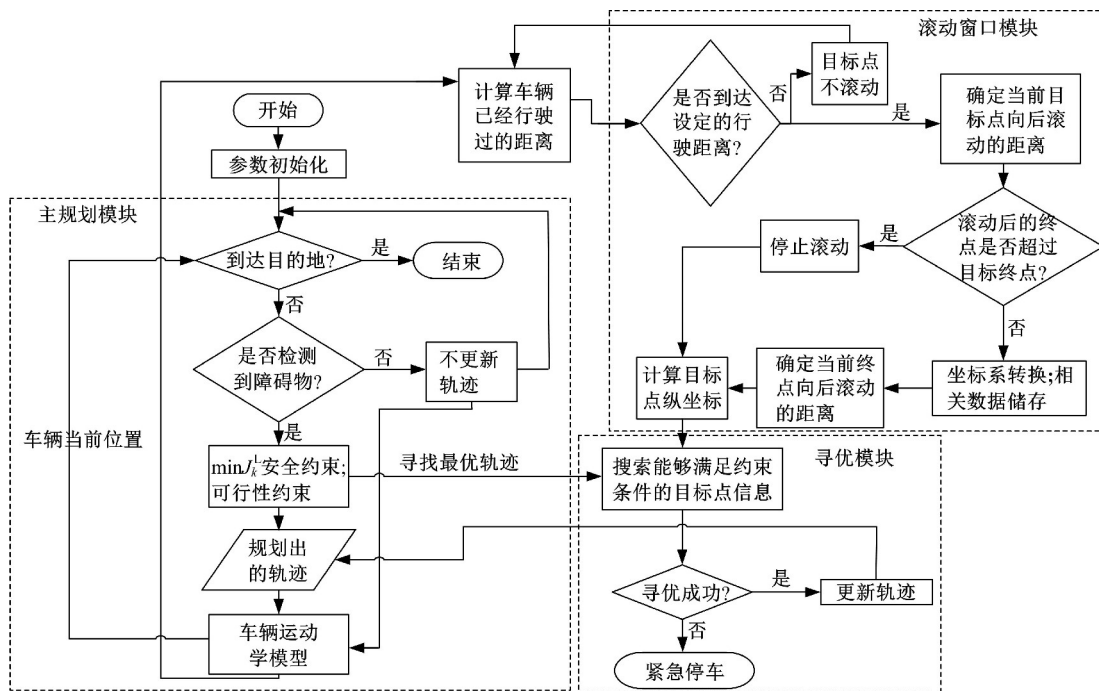 滚动窗口模块
目标点
不滚动
计算车辆
已经行驶
过的距离
是否到达
设定的行
驶距离?
否
是
确定当前目
标点向后滚
动的距离
开始
参数初始化
主规划模块
到达目的地?
是
结束
否
停止滚动
是
滚动后的终
点是否超过
目标终点?
否
是否检测
到障碍物?
否
不更新
轨迹
是
计算目标
点纵坐标
确定当前终
点向后滚动
的距离
坐标系转换;相
关数据储存
车辆当前位置
minJ_k^L安全约束;
可行性约束
寻找最优轨迹
寻优模块
搜索能够满足约束
条件的目标点信息
规划出
的轨迹
寻优成功?
是
更新轨迹
否
车辆运动
学模型
紧急停车